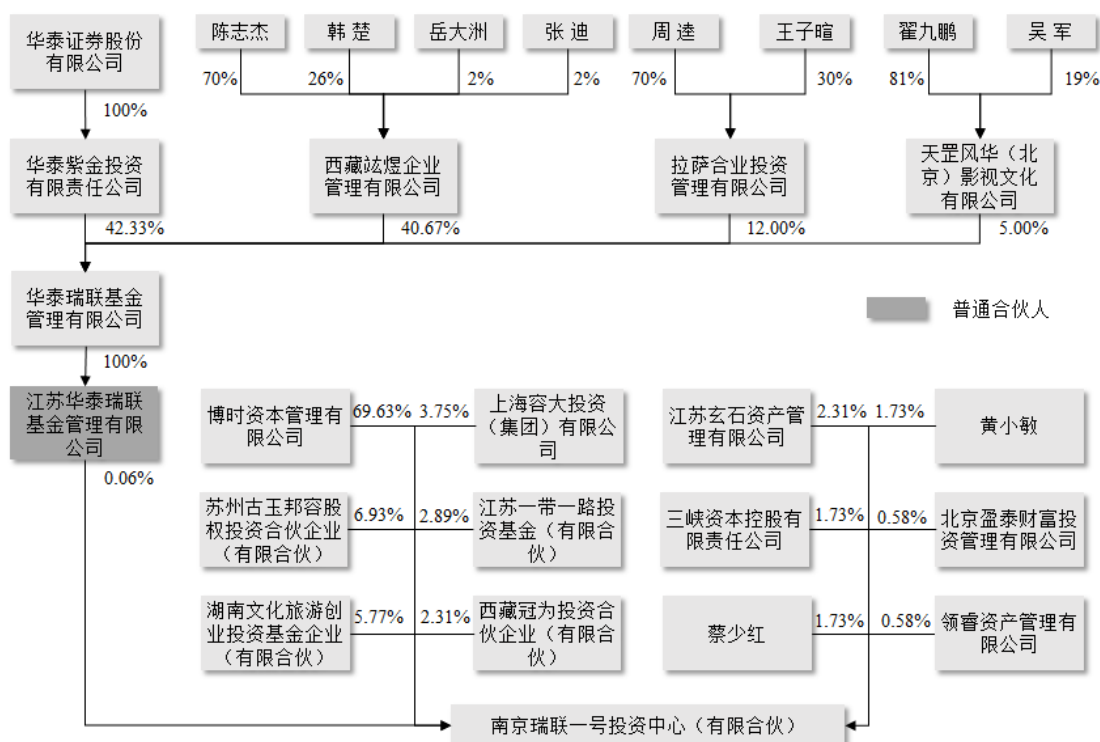 华泰证券股份
有限公司
陈志杰
韩 楚
岳大洲
张 迪
周 逵
王子暄
翟九鹏
吴 军
70%
26%
2%
2%
70%
30%
81%
19%
100%
华泰紫金投资
有限责任公司
西藏竑煜企业
管理有限公司
拉萨合业投资
管理有限公司
天罡风华（北
京）影视文化
有限公司
42.33%
40.67%
12.00%
5.00%
华泰瑞联基金
管理有限公司
普通合伙人
100%
江苏华泰瑞联
基金管理有限
公司
0.06%
博时资本管理有
限公司
69.63%
3.75%
上海容大投资
（集团）有限公
司
江苏玄石资产管
理有限公司
2.31%
1.73%
黄小敏
苏州古玉邦容股
权投资合伙企业
（有限合伙）
6.93%
2.89%
江苏一带一路投
资基金（有限合
伙）
三峡资本控股有
限责任公司
1.73%
0.58%
北京盈泰财富投
资管理有限公司
湖南文化旅游创
业投资基金企业
（有限合伙）
5.77%
2.31%
西藏冠为投资合
伙企业（有限合
伙）
蔡少红
1.73%
0.58%
领睿资产管理有
限公司
南京瑞联一号投资中心（有限合伙）